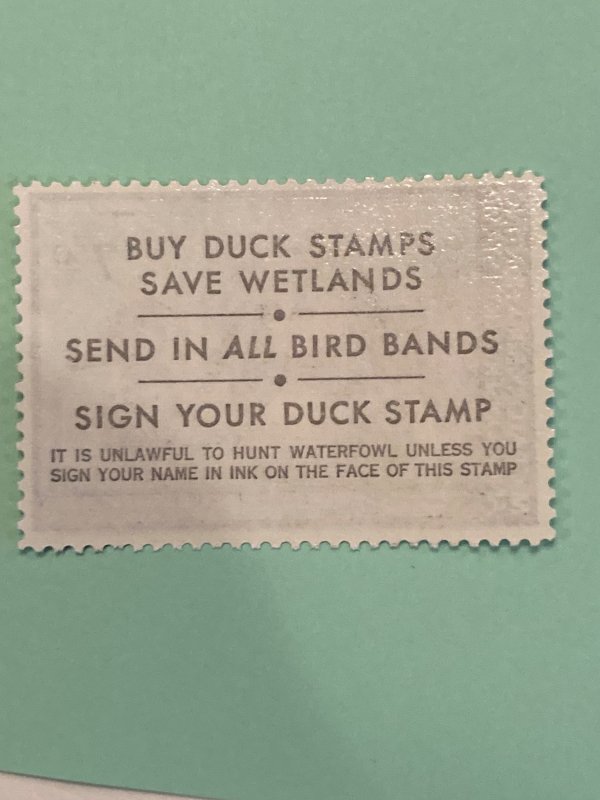 BUY DUCK STAMPS
SAVE WETLANDS
SEND IN ALL BIRD BANDS
SIGN YOUR DUCK STAMP
IT IS UNLAWFUL TO HUNT WATERFOWL UNLESS YOU
SIGN YOUR NAME IN INK ON THE FACE OF THIS STAMP